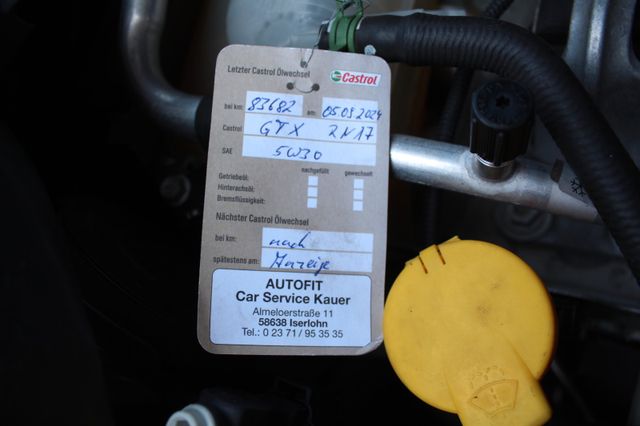 Letzter Castrol Ölwechsel
Castrol
bei km: 83682 am: 05.09.2024
Castrol GTX RN17
SAE 5W30
nachgefüllt gewechselt
Getriebeöl:
Hinterachsöl:
Bremsflüssigkeit:
Nächster Castrol Ölwechsel
bei km: nach
spätestens am: Anzeige
AUTOFIT
Car Service Kauer
Almeloerstraße 11
58638 Iserlohn
Tel.: 0 23 71 / 95 35 35